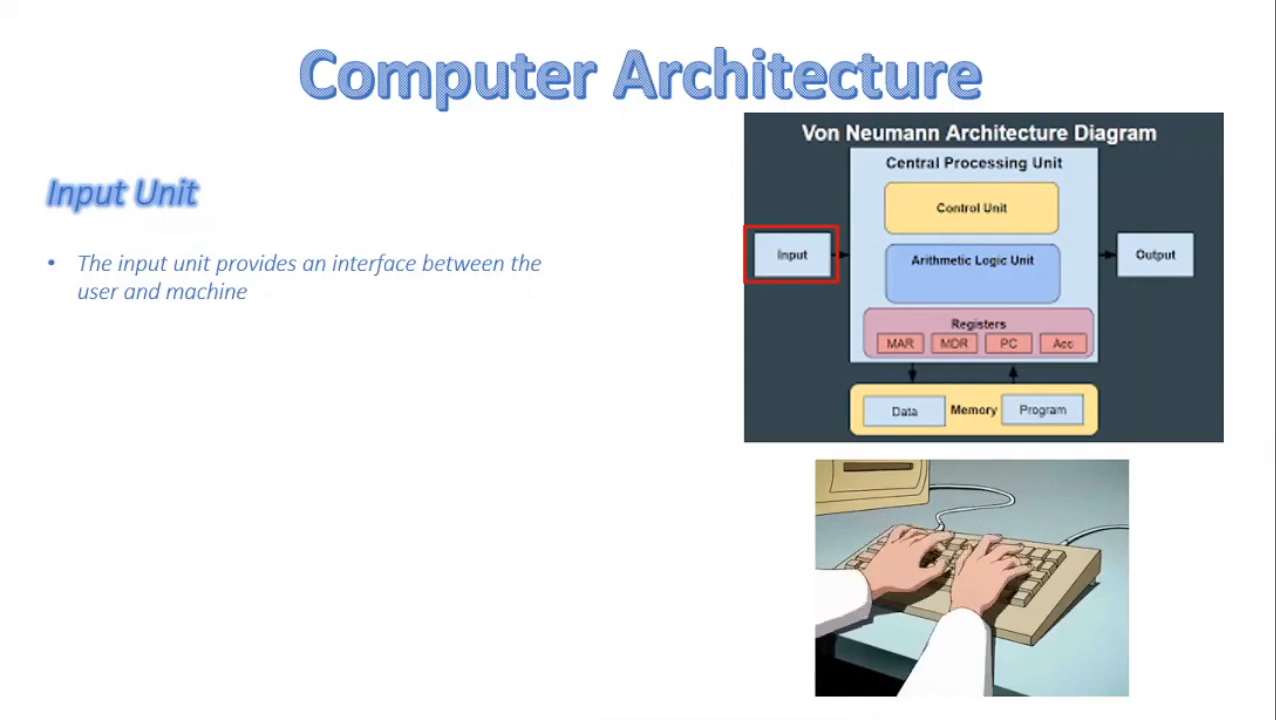 Computer Architecture
Input Unit
• The input unit provides an interface between the
user and machine
Von Neumann Architecture Diagram
Central Processing Unit
Control Unit
Input
Arithmetic Logic Unit
Output
Registers
MAR MDR PC Acc
Data Memory Program